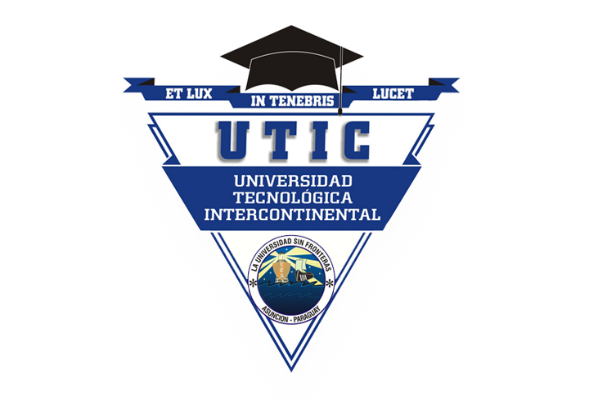 ET LUX IN TENEBRIS LUCET
UTIC
UNIVERSIDAD
TECNOLÓGICA
INTERCONTINENTAL
LA UNIVERSIDAD SIN FRONTERAS
ASUNCION - PARAGUAY